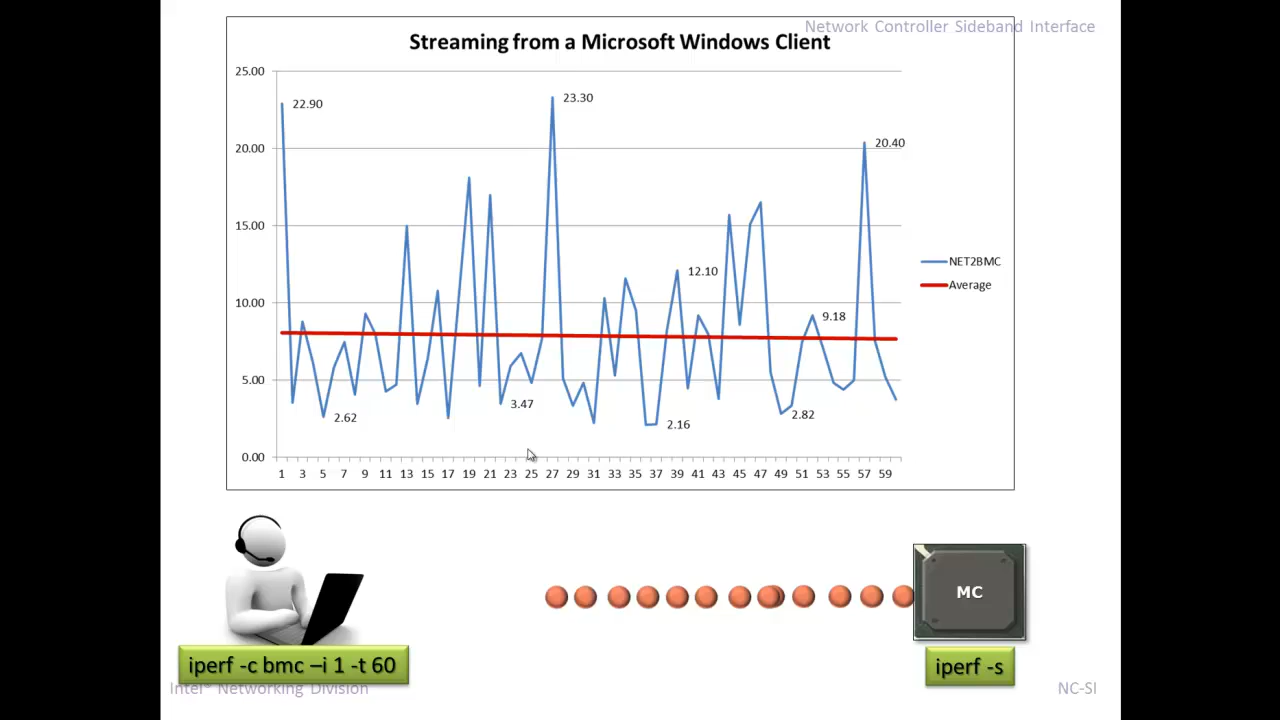 Network Controller Sideband Interface
Streaming from a Microsoft Windows Client
25.00
20.00
15.00
10.00
5.00
0.00
22.90
2.62
3.47
23.30
2.16
12.10
2.82
9.18
20.40
1 3 5 7 9 11 13 15 17 19 21 23 25 27 29 31 33 35 37 39 41 43 45 47 49 51 53 55 57 59
NET2BMC
Average
MC
iperf -c bmc –i 1 -t 60
iperf -s
Intel® Networking Division
NC-SI